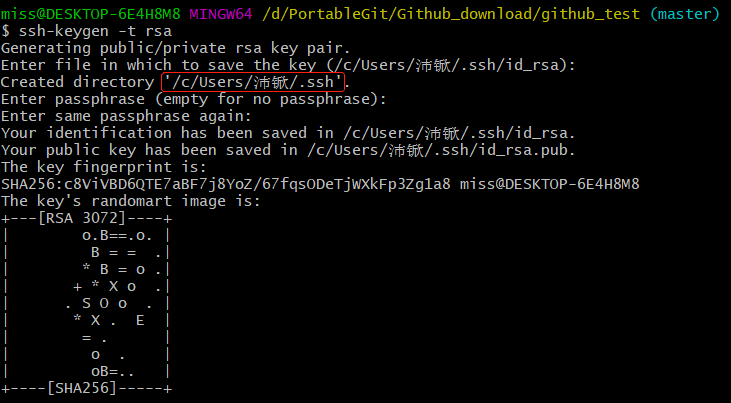 miss@DESKTOP-6E4H8M8 MINGW64 /d/PortableGit/Github_download/github_test (master)
$ ssh-keygen -t rsa
Generating public/private rsa key pair.
Enter file in which to save the key (/c/Users/沛锨/.ssh/id_rsa):
Created directory '/c/Users/沛锨/.ssh'.
Enter passphrase (empty for no passphrase):
Enter same passphrase again:
Your identification has been saved in /c/Users/沛锨/.ssh/id_rsa.
Your public key has been saved in /c/Users/沛锨/.ssh/id_rsa.pub.
The key fingerprint is:
SHA256:c8ViVBD6QTE7aBF7j8YoZ/67fqsODeTjWXkFp3Zg1a8 miss@DESKTOP-6E4H8M8
The key's randomart image is:
+---[RSA 3072]----+
|        o.B==.o. |
|         B = =  .|
|        * B = o .|
|       + * X o  .|
|      . S O o  . |
|       * X .  E  |
|        = .      |
|         o  .    |
|         oB=..   |
+----[SHA256]-----+